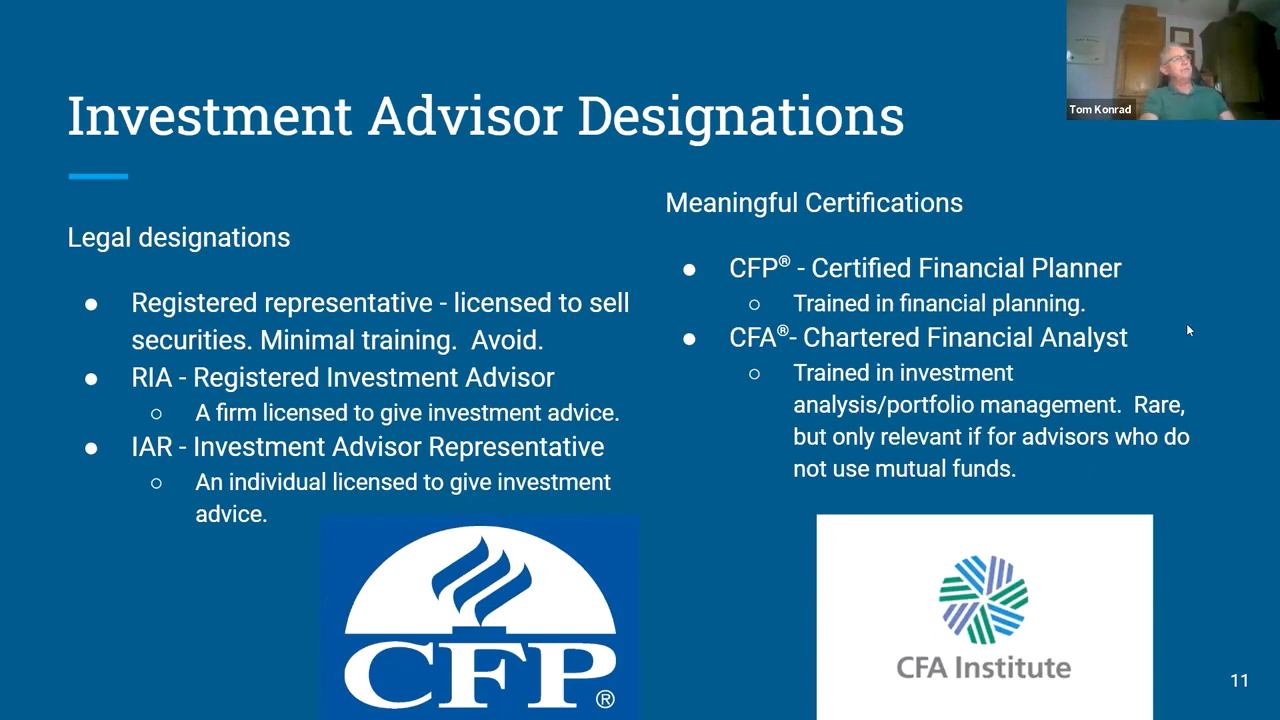 Tom Konrad
Investment Advisor Designations
Legal designations
● Registered representative - licensed to sell
securities. Minimal training. Avoid.
● RIA - Registered Investment Advisor
○ A firm licensed to give investment advice.
● IAR - Investment Advisor Representative
○ An individual licensed to give investment
advice.
Meaningful Certifications
● CFP® - Certified Financial Planner
○ Trained in financial planning.
● CFA®- Chartered Financial Analyst
○ Trained in investment
analysis/portfolio management. Rare,
but only relevant if for advisors who do
not use mutual funds.
CFP®
CFA Institute
11